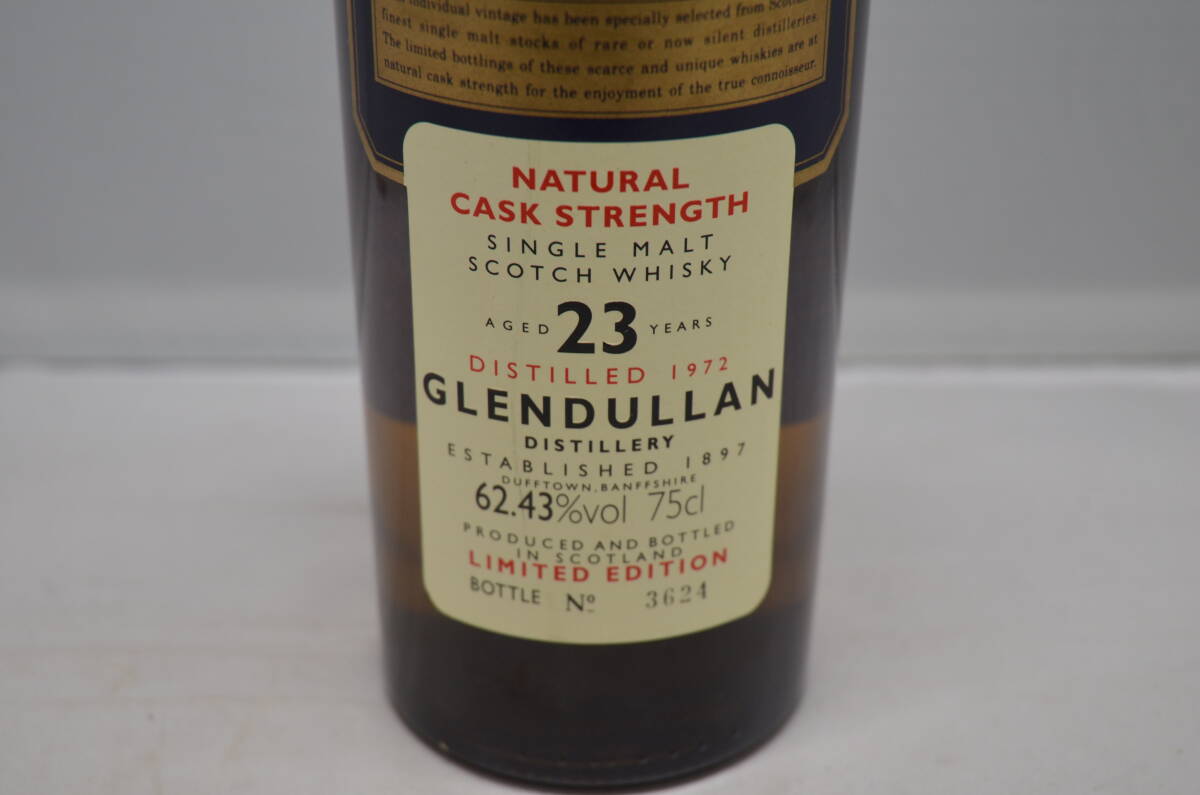 individual vintage has been specially selected from
finest single malt stocks of rare or now silent distilleries.
The limited bottlings of these scarce and unique whiskies are at
natural cask strength for the enjoyment of the true connoisseur.
NATURAL
CASK STRENGTH
SINGLE MALT
SCOTCH WHISKY
AGED 23 YEARS
DISTILLED 1972
GLENDULLAN
DISTILLERY
ESTABLISHED 1897
DUFFTOWN, BANFFSHIRE
62.43%vol 75cl
PRODUCED AND BOTTLED
IN SCOTLAND
LIMITED EDITION
BOTTLE Nº 3624